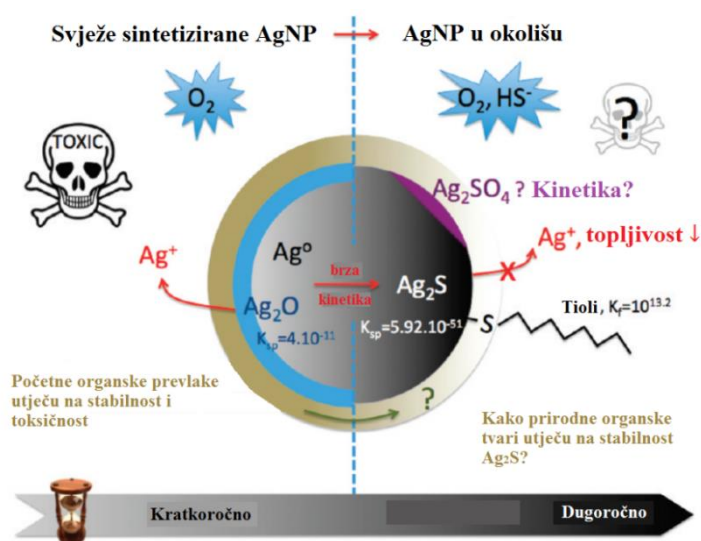 Svježe sintetizirane AgNP → AgNP u okolišu
O₂
O₂, HS⁻
TOXIC
?
Ag₂SO₄ ? Kinetika?
Ag⁺
Ag⁰
brza
kinetika
Ag₂S
Ag⁺, topljivost ↓
X
Ag₂O
Ksp=4.10⁻¹¹
Ksp=5.92.10⁻⁵¹
S
Tioli, Kf=10¹³·²
Početne organske prevlake
utječu na stabilnost i
toksičnost
?
Kako prirodne organske
tvari utječu na stabilnost
Ag₂S?
Kratkoročno
Dugoročno